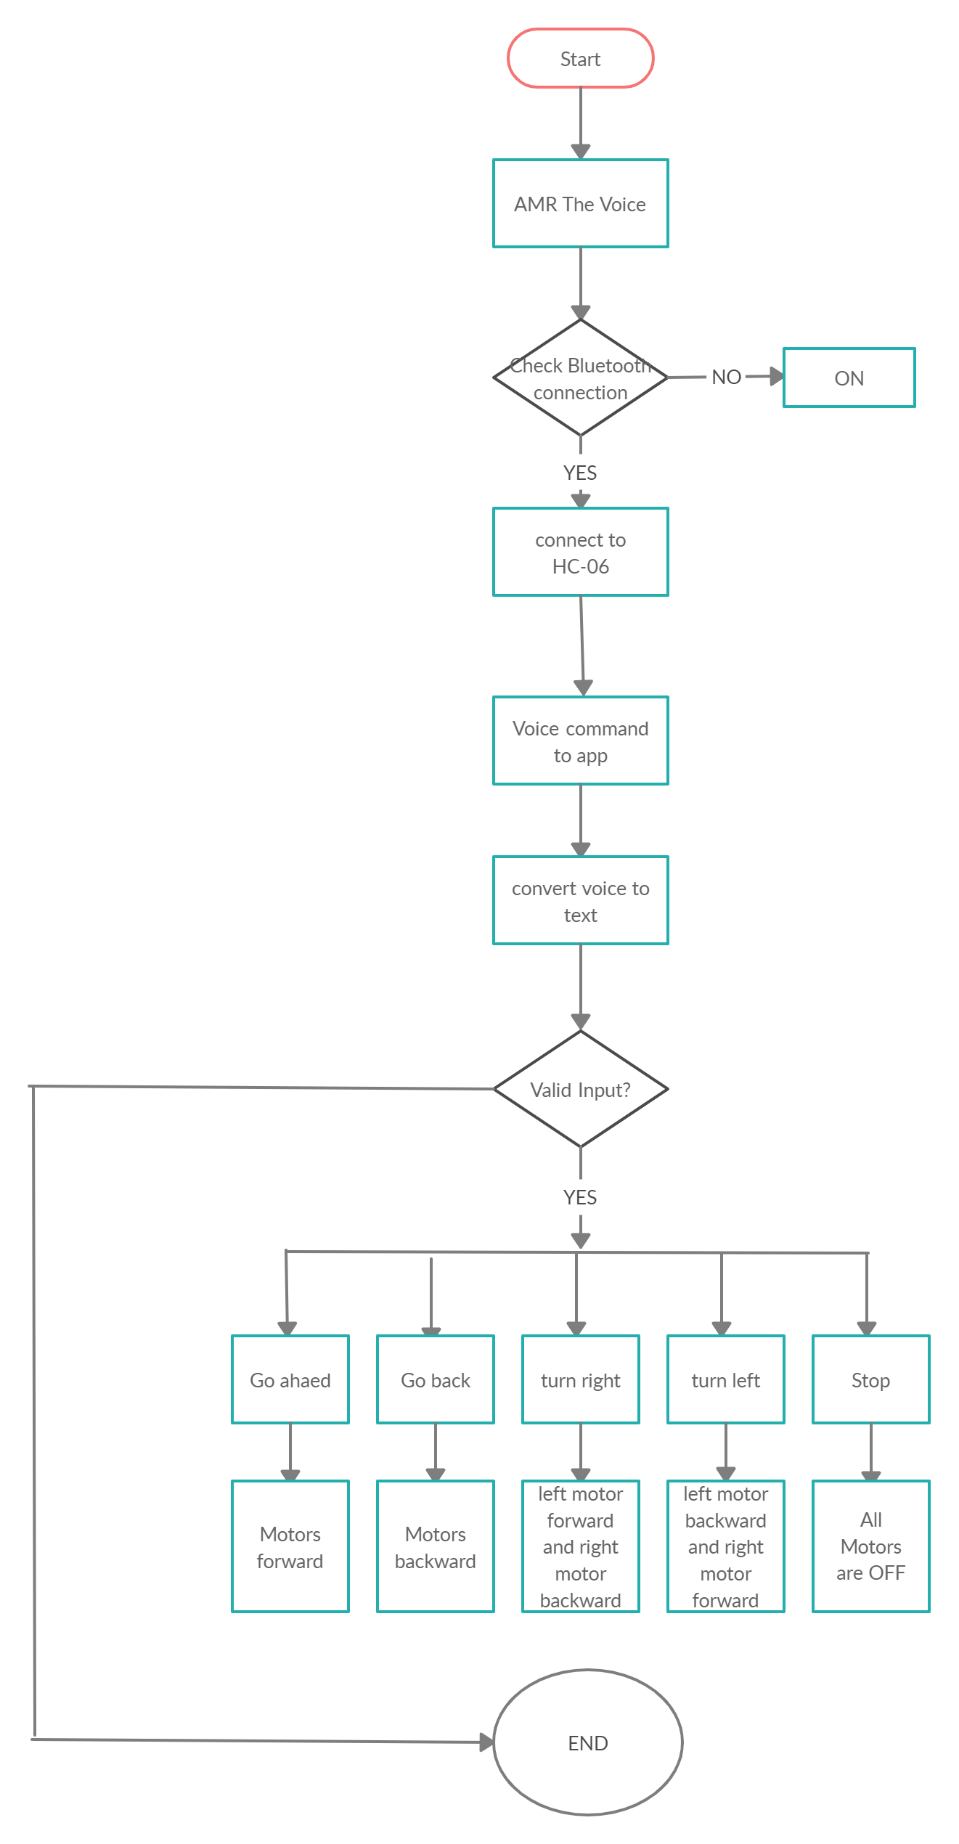 Start
AMR The Voice
Check Bluetooth
connection
NO
ON
YES
connect to
HC-06
Voice command
to app
convert voice to
text
Valid Input?
YES
Go ahaed
Go back
turn right
turn left
Stop
Motors
forward
Motors
backward
left motor
forward
and right
motor
backward
left motor
backward
and right
motor
forward
All
Motors
are OFF
END